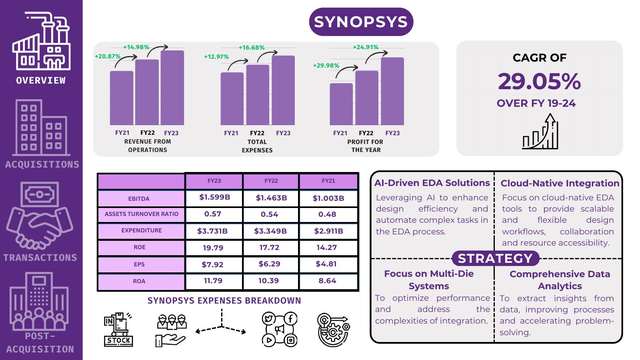 SYNOPSYS
OVERVIEW
ACQUISITIONS
TRANSACTIONS
POST-
ACQUISITION
+20.87%
+14.98%
FY21
FY22
FY23
REVENUE FROM
OPERATIONS
+12.97%
+16.68%
FY21
FY22
FY23
TOTAL
EXPENSES
+29.98%
+24.91%
FY21
FY22
FY23
PROFIT FOR
THE YEAR
CAGR OF
29.05%
OVER FY 19-24
FY23 FY22 FY21
EBITDA $1.599B $1.463B $1.003B
ASSETS TURNOVER RATIO 0.57 0.54 0.48
EXPENDITURE $3.731B $3.349B $2.911B
ROE 19.79 17.72 14.27
EPS $7.92 $6.29 $4.81
ROA 11.79 10.39 8.64
SYNOPSYS EXPENSES BREAKDOWN
IN
STOCK
AI-Driven EDA Solutions
Leveraging AI to enhance
design efficiency and
automate complex tasks in
the EDA process.
Cloud-Native Integration
Focus on cloud-native EDA
tools to provide scalable
and flexible design
workflows, collaboration
and resource accessibility.
STRATEGY
Focus on Multi-Die
Systems
To optimize performance
and address the
complexities of integration.
Comprehensive Data
Analytics
To extract insights from
data, improving processes
and accelerating problem-
solving.